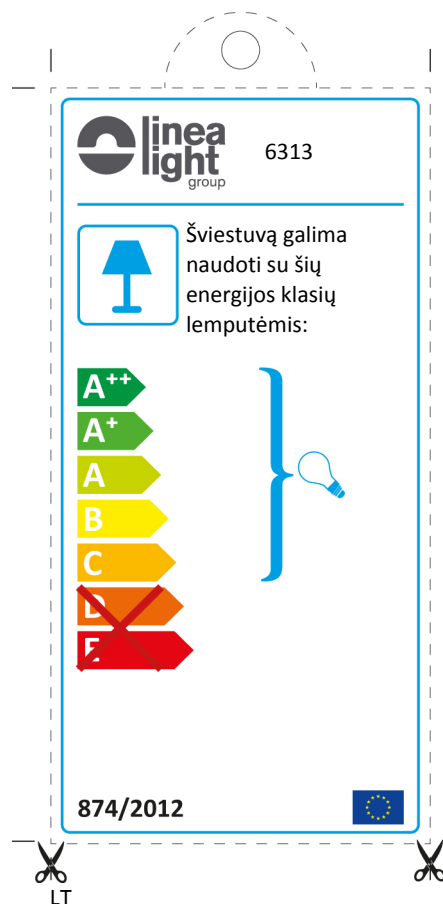 linea
light
group
6313
Šviestuvą galima
naudoti su šių
energijos klasių
lemputėmis:
A++
A+
A
B
C
D
E
874/2012
LT